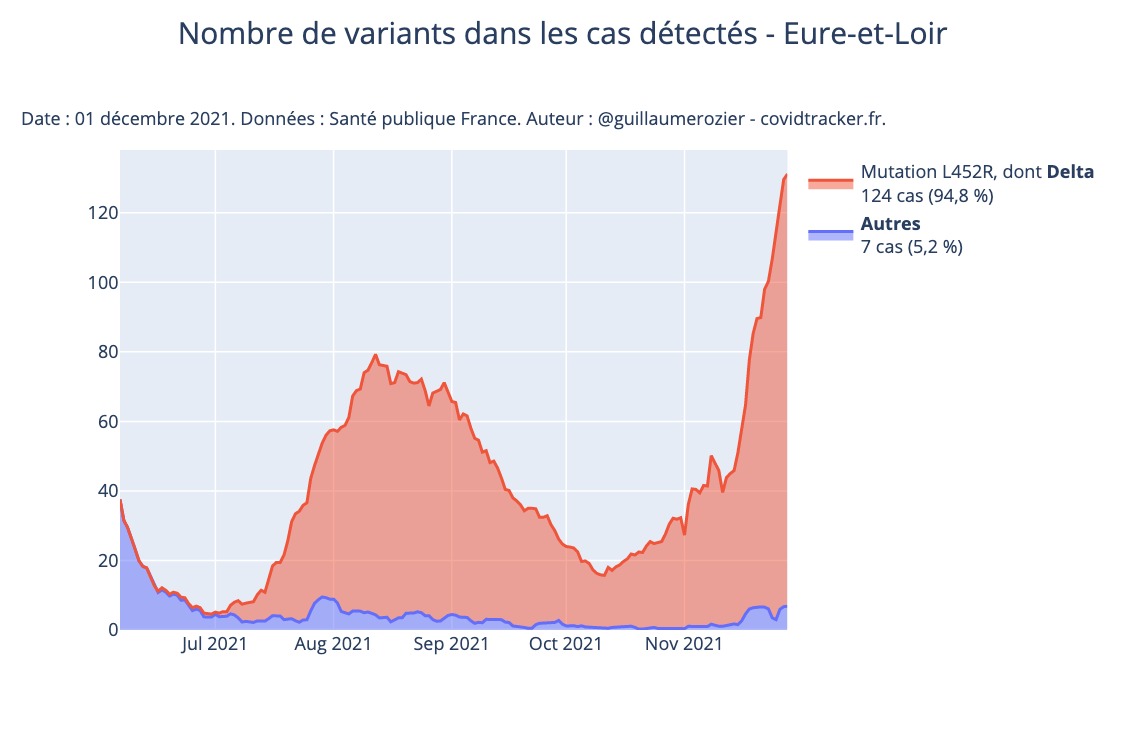 Nombre de variants dans les cas détectés - Eure-et-Loir
Date : 01 décembre 2021. Données : Santé publique France. Auteur : @guillaumerozier - covidtracker.fr.
Mutation L452R, dont Delta
124 cas (94,8 %)
Autres
7 cas (5,2 %)
120
100
80
60
40
20
0
Jul 2021 Aug 2021 Sep 2021 Oct 2021 Nov 2021